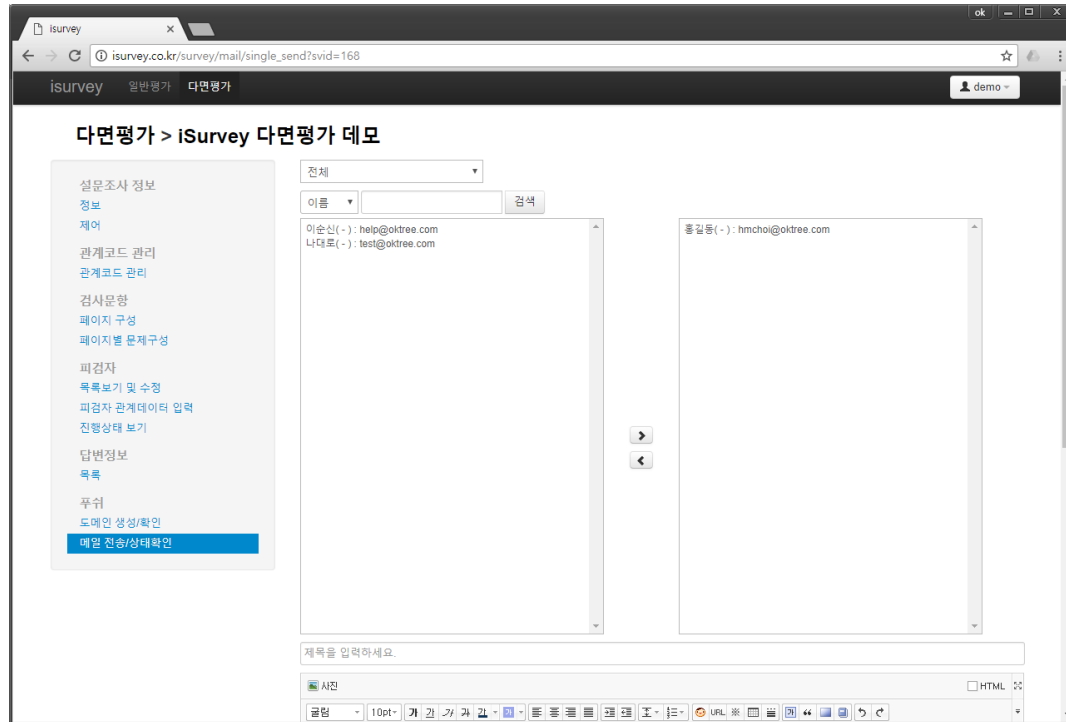 ok
isurvey
isurvey.co.kr/survey/mail/single_send?svid=168
isurvey 일반평가 다면평가 demo
다면평가 > iSurvey 다면평가 데모
설문조사 정보
정보
제어
관계코드 관리
관계코드 관리
검사문항
페이지 구성
페이지별 문제구성
피검자
목록보기 및 수정
피검자 관계데이터 입력
진행상태 보기
답변정보
목록
푸쉬
도메인 생성/확인
메일 전송/상태확인
전체
이름 검색
이순신( - ) : help@oktree.com
나대로( - ) : test@oktree.com
홍길동( - ) : hmchoi@oktree.com
제목을 입력하세요.
사진 HTML
굴림 10pt 가 가 가 가 가 가 URL ※ 가